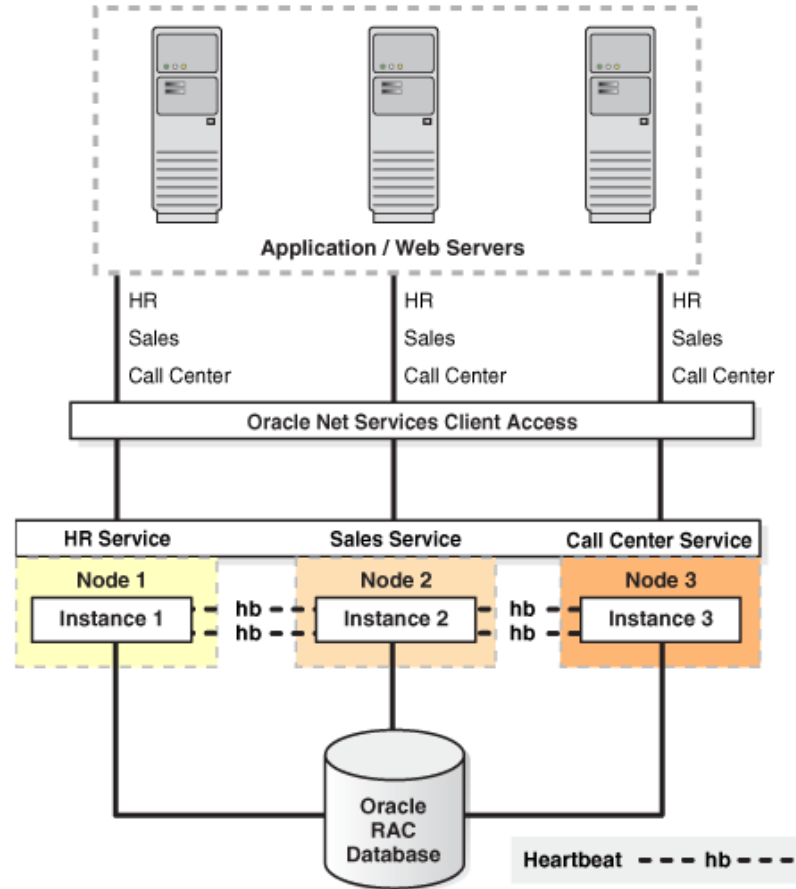 Application / Web Servers
HR
Sales
Call Center
HR
Sales
Call Center
HR
Sales
Call Center
Oracle Net Services Client Access
HR Service
Sales Service
Call Center Service
Node 1
Node 2
Node 3
Instance 1
hb
hb
Instance 2
hb
hb
Instance 3
Oracle
RAC
Database
Heartbeat
hb